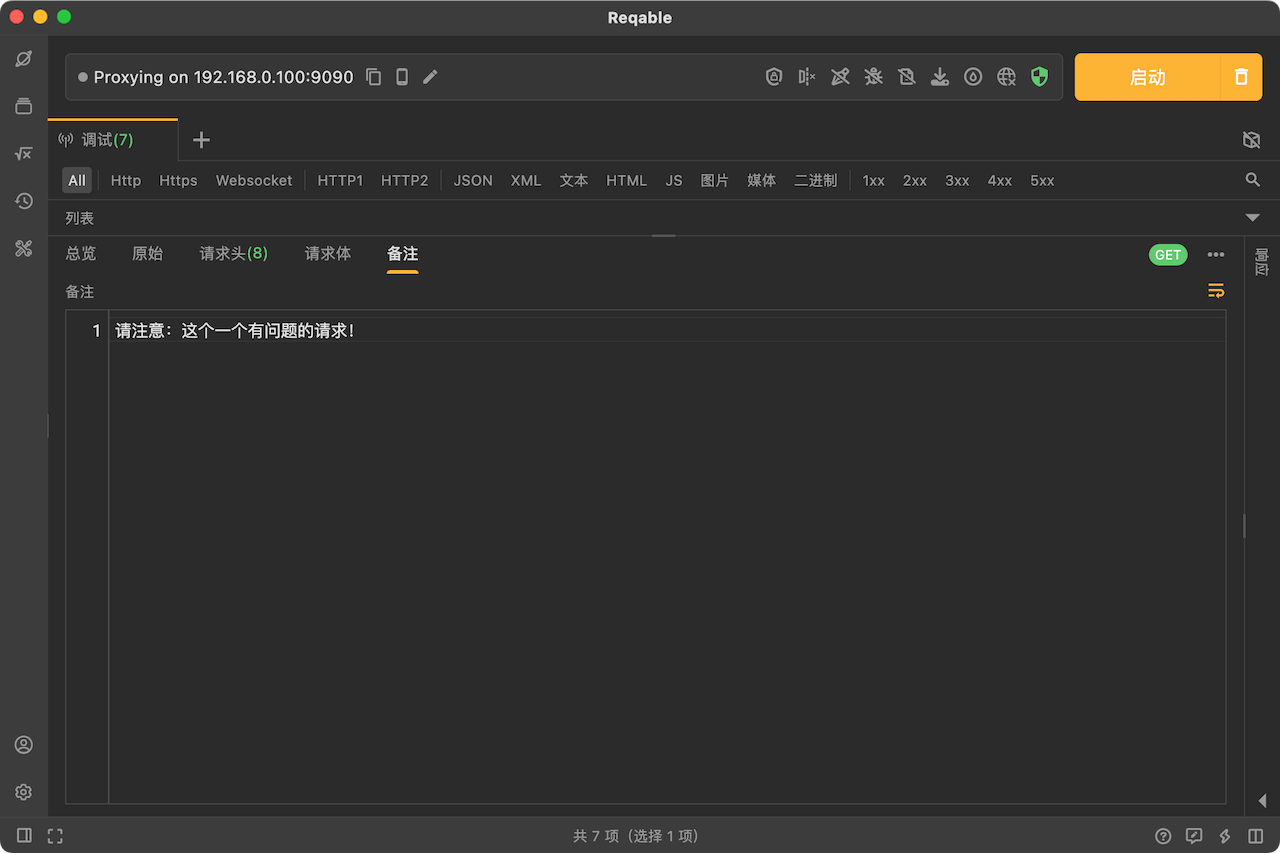 Reqable
Proxying on 192.168.0.100:9090
启动
调试(7)
All Http Https Websocket HTTP1 HTTP2 JSON XML 文本 HTML JS 图片 媒体 二进制 1xx 2xx 3xx 4xx 5xx
列表
总览 原始 请求头(8) 请求体 备注 GET
响应
备注
1 请注意：这个一个有问题的请求！
共 7 项（选择 1 项）